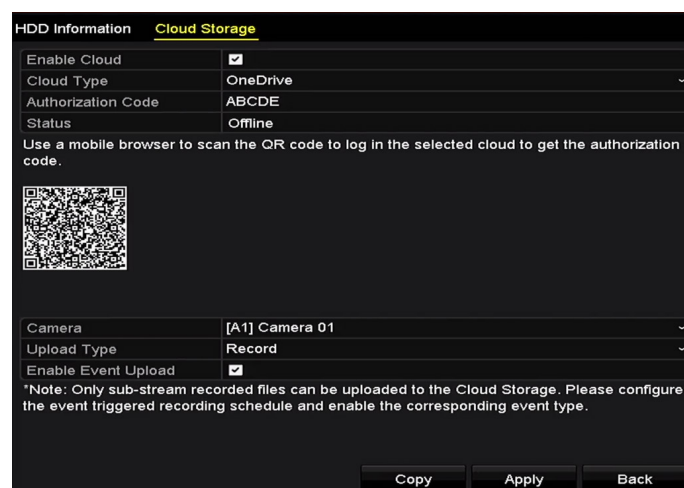 HDD Information Cloud Storage
Enable Cloud
Cloud Type OneDrive
Authorization Code ABCDE
Status Offline
Use a mobile browser to scan the QR code to log in the selected cloud to get the authorization
code.
Camera [A1] Camera 01
Upload Type Record
Enable Event Upload
*Note: Only sub-stream recorded files can be uploaded to the Cloud Storage. Please configure
the event triggered recording schedule and enable the corresponding event type.
Copy Apply Back